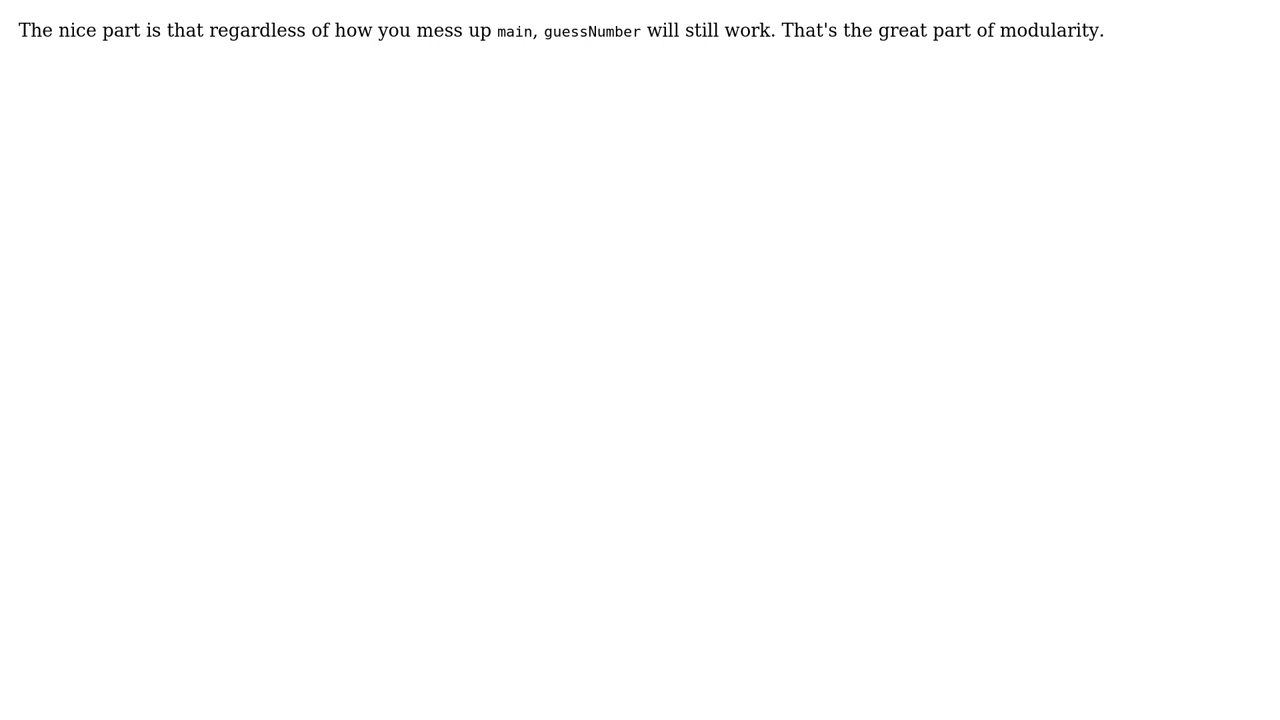 The nice part is that regardless of how you mess up main, guessNumber will still work. That's the great part of modularity.